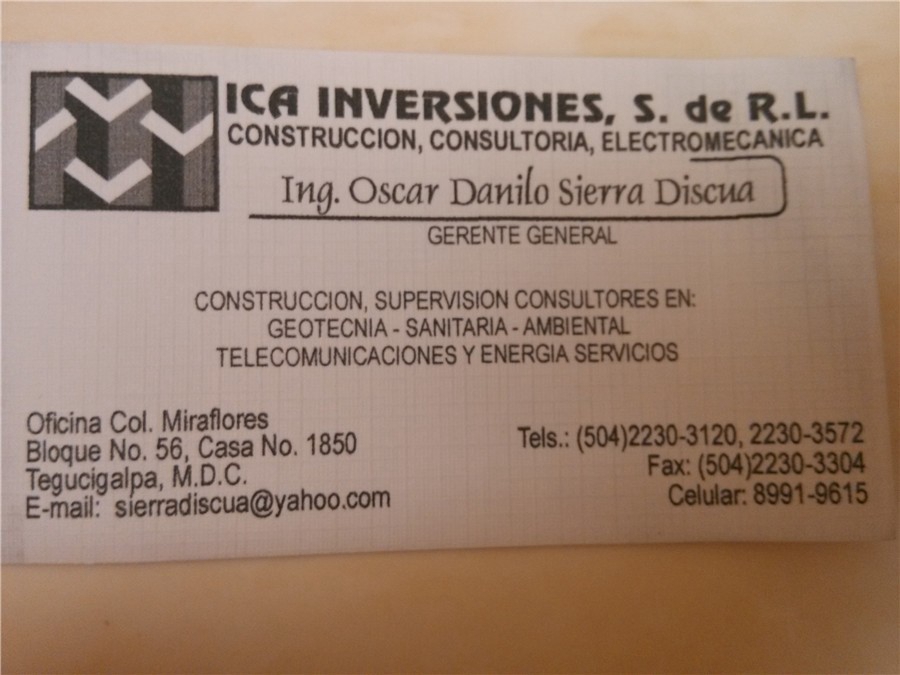 ICA INVERSIONES, S. de R.L.
CONSTRUCCION, CONSULTORIA, ELECTROMECANICA
Ing. Oscar Danilo Sierra Discua
GERENTE GENERAL
CONSTRUCCION, SUPERVISION CONSULTORES EN:
GEOTECNIA - SANITARIA - AMBIENTAL
TELECOMUNICACIONES Y ENERGIA SERVICIOS
Oficina Col. Miraflores
Bloque No. 56, Casa No. 1850
Tegucigalpa, M.D.C.
E-mail: sierradiscua@yahoo.com
Tels.: (504)2230-3120, 2230-3572
Fax: (504)2230-3304
Celular: 8991-9615